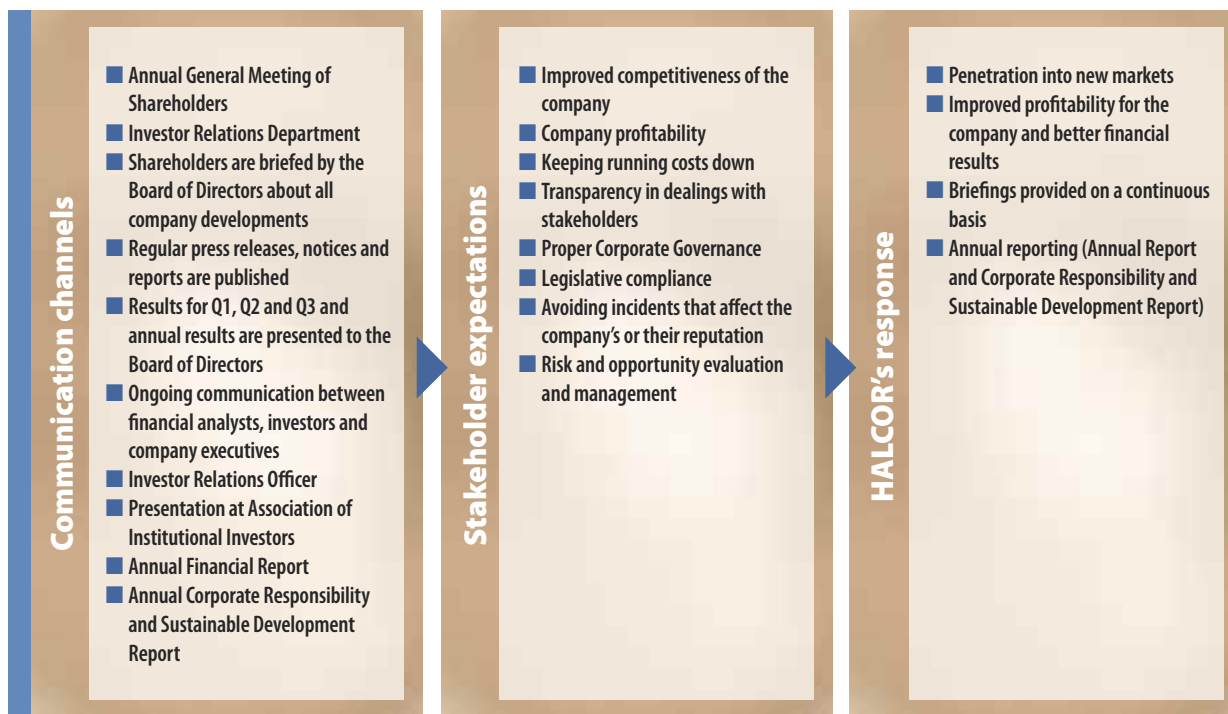 Communication channels
■ Annual General Meeting of
Shareholders
■ Investor Relations Department
■ Shareholders are briefed by the
Board of Directors about all
company developments
■ Regular press releases, notices and
reports are published
■ Results for Q1, Q2 and Q3 and
annual results are presented to the
Board of Directors
■ Ongoing communication between
financial analysts, investors and
company executives
■ Investor Relations Officer
■ Presentation at Association of
Institutional Investors
■ Annual Financial Report
■ Annual Corporate Responsibility
and Sustainable Development
Report
Stakeholder expectations
■ Improved competitiveness of the
company
■ Company profitability
■ Keeping running costs down
■ Transparency in dealings with
stakeholders
■ Proper Corporate Governance
■ Legislative compliance
■ Avoiding incidents that affect the
company's or their reputation
■ Risk and opportunity evaluation
and management
HALCOR's response
■ Penetration into new markets
■ Improved profitability for the
company and better financial
results
■ Briefings provided on a continuous
basis
■ Annual reporting (Annual Report
and Corporate Responsibility and
Sustainable Development Report)